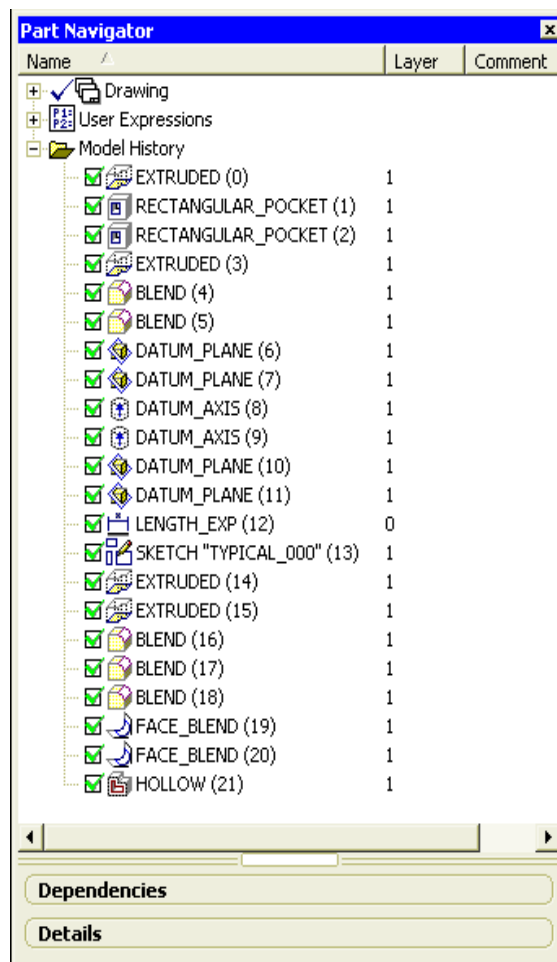 Part Navigator
Name Layer Comment
Drawing
P1= P2= User Expressions
Model History
EXTRUDED (0) 1
RECTANGULAR_POCKET (1) 1
RECTANGULAR_POCKET (2) 1
EXTRUDED (3) 1
BLEND (4) 1
BLEND (5) 1
DATUM_PLANE (6) 1
DATUM_PLANE (7) 1
DATUM_AXIS (8) 1
DATUM_AXIS (9) 1
DATUM_PLANE (10) 1
DATUM_PLANE (11) 1
LENGTH_EXP (12) 0
SKETCH "TYPICAL_000" (13) 1
EXTRUDED (14) 1
EXTRUDED (15) 1
BLEND (16) 1
BLEND (17) 1
BLEND (18) 1
FACE_BLEND (19) 1
FACE_BLEND (20) 1
HOLLOW (21) 1
Dependencies
Details